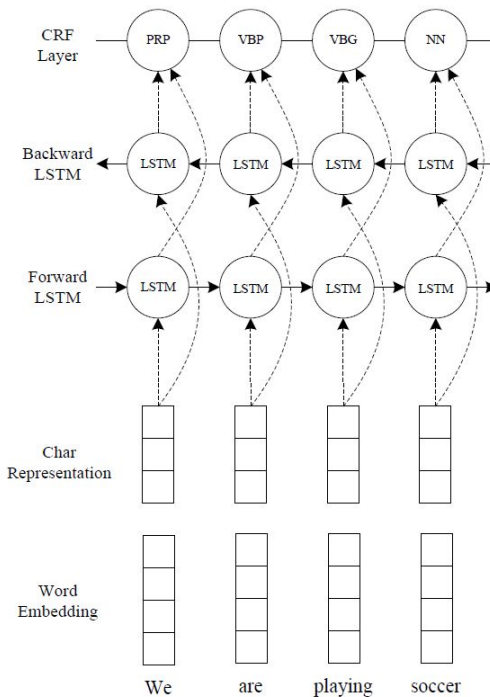 CRF
Layer
PRP VBP VBG NN
Backward
LSTM
LSTM LSTM LSTM LSTM
Forward
LSTM
LSTM LSTM LSTM LSTM
Char
Representation
Word
Embedding
We are playing soccer